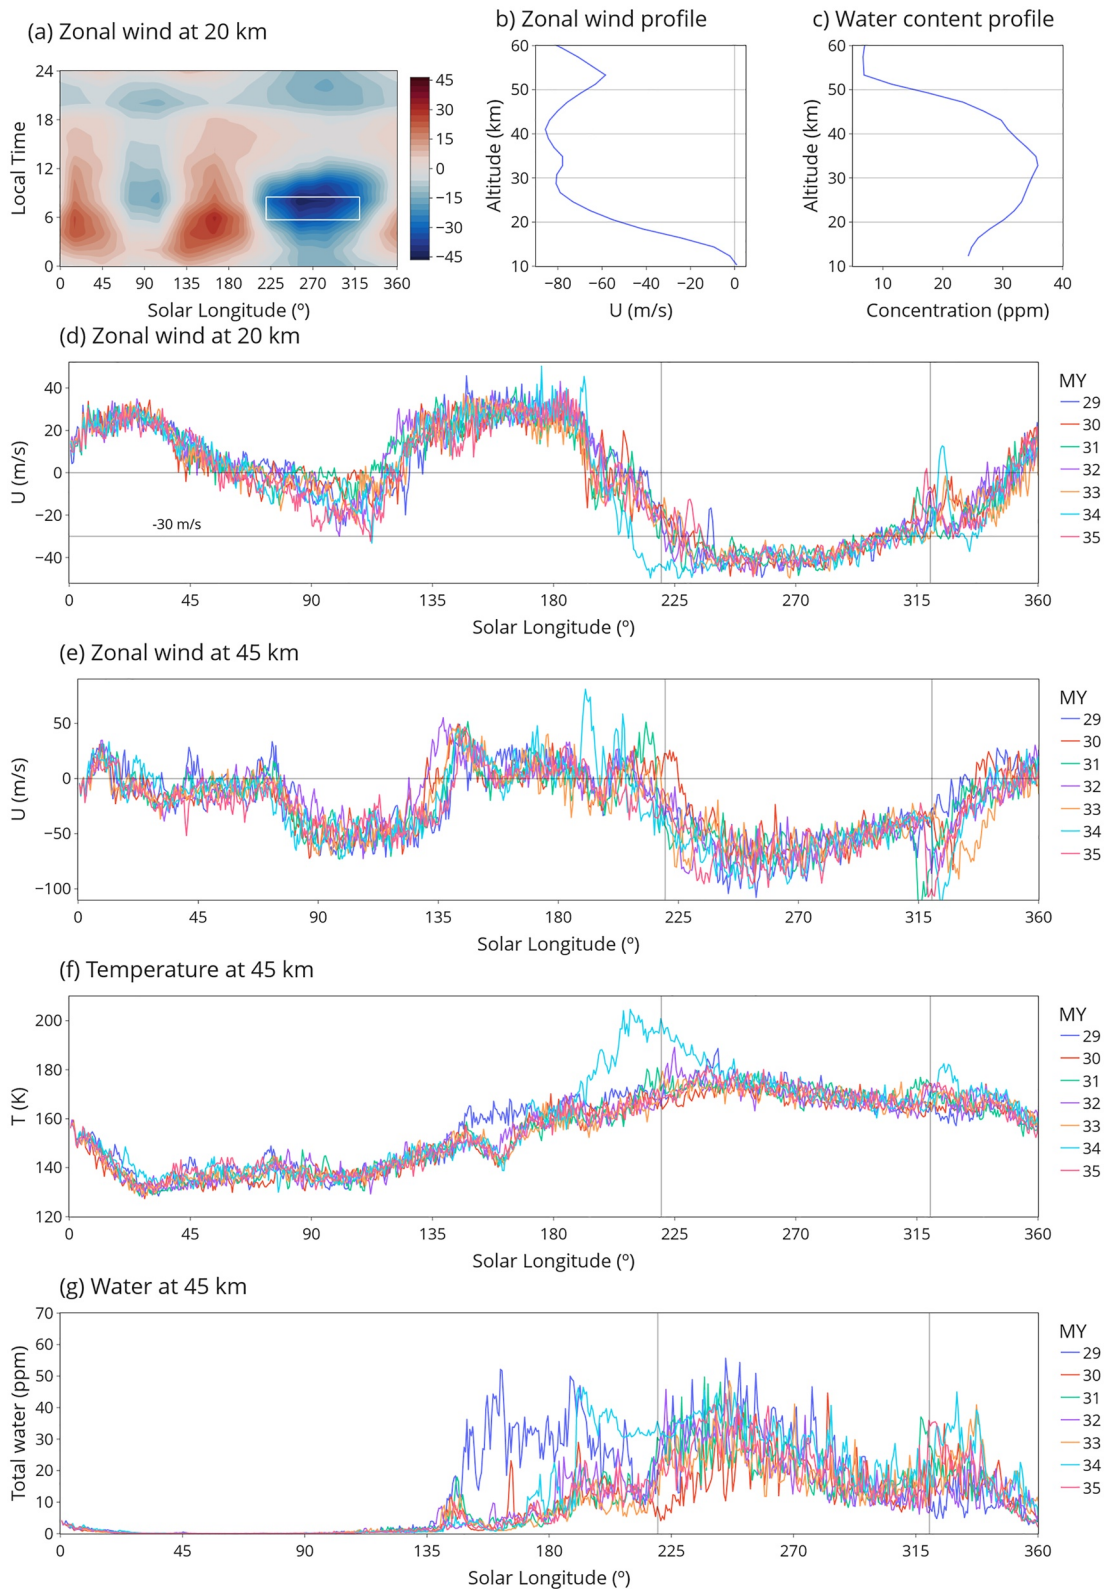 (a) Zonal wind at 20 km
24
18
12
6
0
Local Time
0 45 90 135 180 225 270 315 360
Solar Longitude (º)
45
30
15
0
−15
−30
−45
b) Zonal wind profile
60
50
40
30
20
10
Altitude (km)
−80 −60 −40 −20 0
U (m/s)
c) Water content profile
60
50
40
30
20
10
Altitude (km)
10 20 30 40
Concentration (ppm)
(d) Zonal wind at 20 km
40
20
0
−20
−40
U (m/s)
-30 m/s
0 45 90 135 180 225 270 315 360
Solar Longitude (º)
MY
29
30
31
32
33
34
35
(e) Zonal wind at 45 km
50
0
−50
−100
U (m/s)
0 45 90 135 180 225 270 315 360
Solar Longitude (º)
MY
29
30
31
32
33
34
35
(f) Temperature at 45 km
200
180
160
140
120
T (K)
0 45 90 135 180 225 270 315 360
Solar Longitude (º)
MY
29
30
31
32
33
34
35
(g) Water at 45 km
70
60
50
40
30
20
10
0
Total water (ppm)
0 45 90 135 180 225 270 315 360
Solar Longitude (º)
MY
29
30
31
32
33
34
35